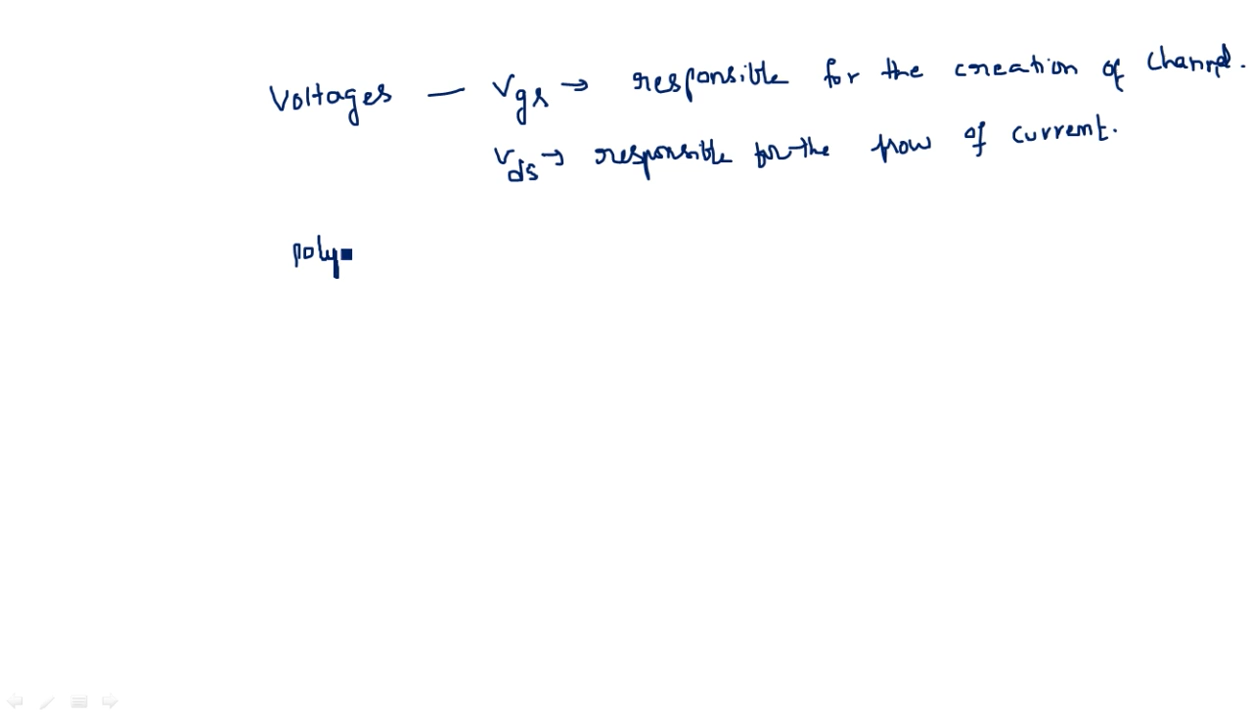 Voltages — Vgs → responsible for the creation of channel.
Vds → responsible for the flow of current.
poly